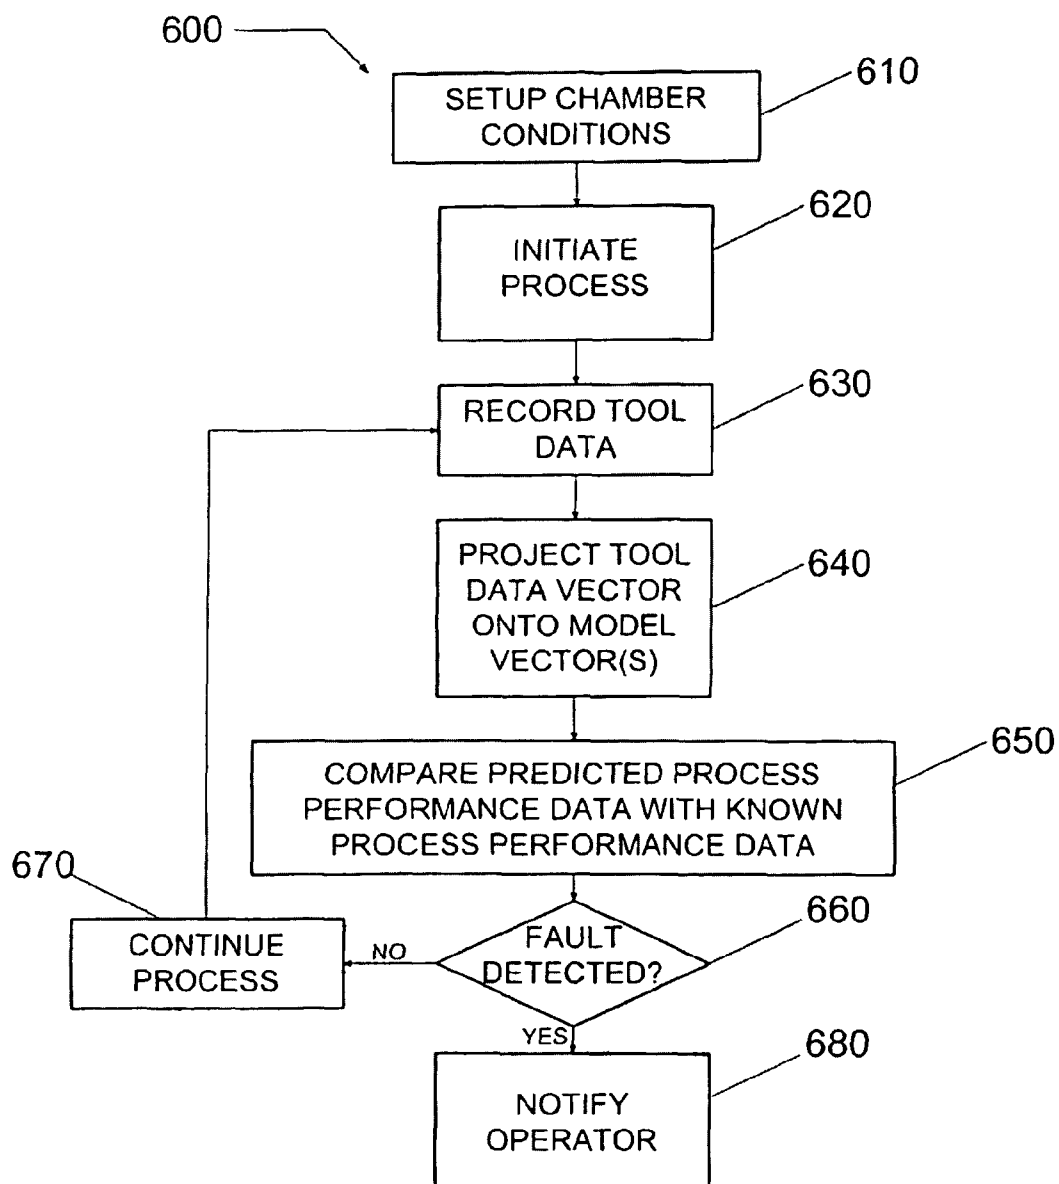 600
610
SETUP CHAMBER
CONDITIONS
620
INITIATE
PROCESS
630
RECORD TOOL
DATA
640
PROJECT TOOL
DATA VECTOR
ONTO MODEL
VECTOR(S)
650
COMPARE PREDICTED PROCESS
PERFORMANCE DATA WITH KNOWN
PROCESS PERFORMANCE DATA
660
FAULT
DETECTED?
NO
670
CONTINUE
PROCESS
YES
680
NOTIFY
OPERATOR